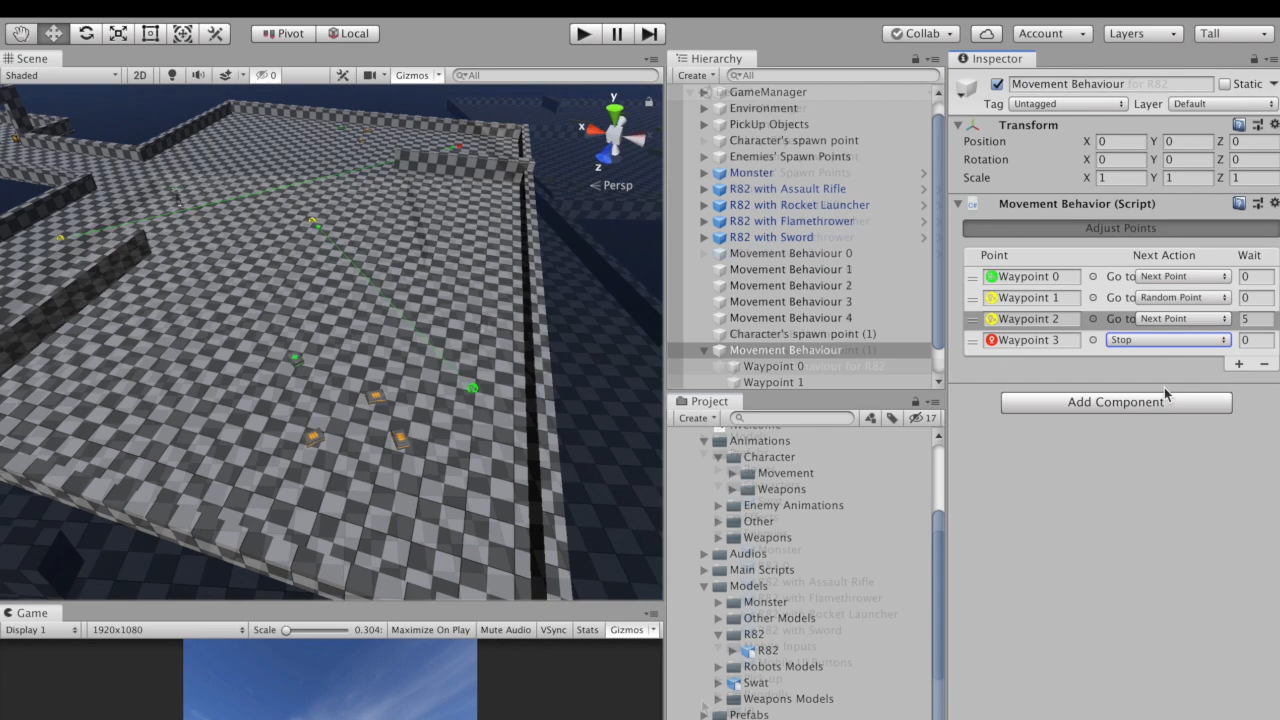 Pivot Local Collab Account Layers Tall
Scene Hierarchy Inspector
Shaded 2D 0 Gizmos All Create All
y
x
z
Persp
GameManager
Environment
PickUp Objects
Character's spawn point
Enemies' Spawn Points
Monster
R82 with Assault Rifle
R82 with Rocket Launcher
R82 with Flamethrower
R82 with Sword
Movement Behaviour 0
Movement Behaviour 1
Movement Behaviour 2
Movement Behaviour 3
Movement Behaviour 4
Character's spawn point (1)
Movement Behaviour
Waypoint 0
Waypoint 1
Movement Behaviour Static
Tag Untagged Layer Default
Transform
Position X 0 Y 0 Z 0
Rotation X 0 Y 0 Z 0
Scale X 1 Y 1 Z 1
Movement Behavior (Script)
Adjust Points
Point Next Action Wait
Waypoint 0 Go to Next Point 0
Waypoint 1 Go to Random Point 0
Waypoint 2 Go to Next Point 5
Waypoint 3 Stop 0
Add Component
Project
Create 17
Animations
Character
Movement
Weapons
Enemy Animations
Other
Weapons
Audios
Main Scripts
Models
Monster
Other Models
R82
R82
Robots Models
Swat
Weapons Models
Prefabs
Game
Display 1 1920x1080 Scale 0.304: Maximize On Play Mute Audio VSync Stats Gizmos